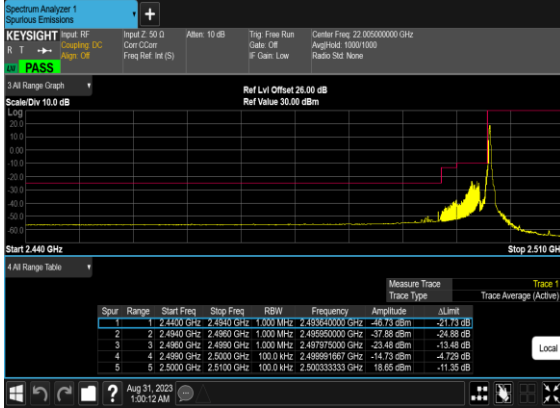 Spectrum Analyzer 1
Spurious Emissions
KEYSIGHT Input: RF Input Z: 50 Ω Atten: 10 dB Trig: Free Run Center Freq: 22.005000000 GHz
R T Coupling: DC Corr CCorr Gate: Off Avg|Hold: 1000/1000
Align: Off Freq Ref: Int (S) IF Gain: Low Radio Std: None
PASS
3 All Range Graph
Ref Lvl Offset 26.00 dB
Scale/Div 10.0 dB Ref Value 30.00 dBm
Log
20.0
10.0
0.00
-10.0
-20.0
-30.0
-40.0
-50.0
-60.0
Start 2.440 GHz Stop 2.510 GH
4 All Range Table
Measure Trace Trace 1
Trace Type Trace Average (Active)
Spur Range Start Freq Stop Freq RBW Frequency Amplitude ΔLimit
1 1 2.4400 GHz 2.4940 GHz 1.000 MHz 2.493640000 GHz -46.73 dBm -21.73 dB
2 2 2.4940 GHz 2.4960 GHz 1.000 MHz 2.495960000 GHz -37.88 dBm -24.88 dB
3 3 2.4960 GHz 2.4990 GHz 1.000 MHz 2.497975000 GHz -23.48 dBm -13.48 dB
4 4 2.4990 GHz 2.5000 GHz 100.0 kHz 2.499991667 GHz -14.73 dBm -4.729 dB
5 5 2.5000 GHz 2.5100 GHz 100.0 kHz 2.500333333 GHz 18.65 dBm -11.35 dB
Local
Aug 31, 2023
1:00:12 AM